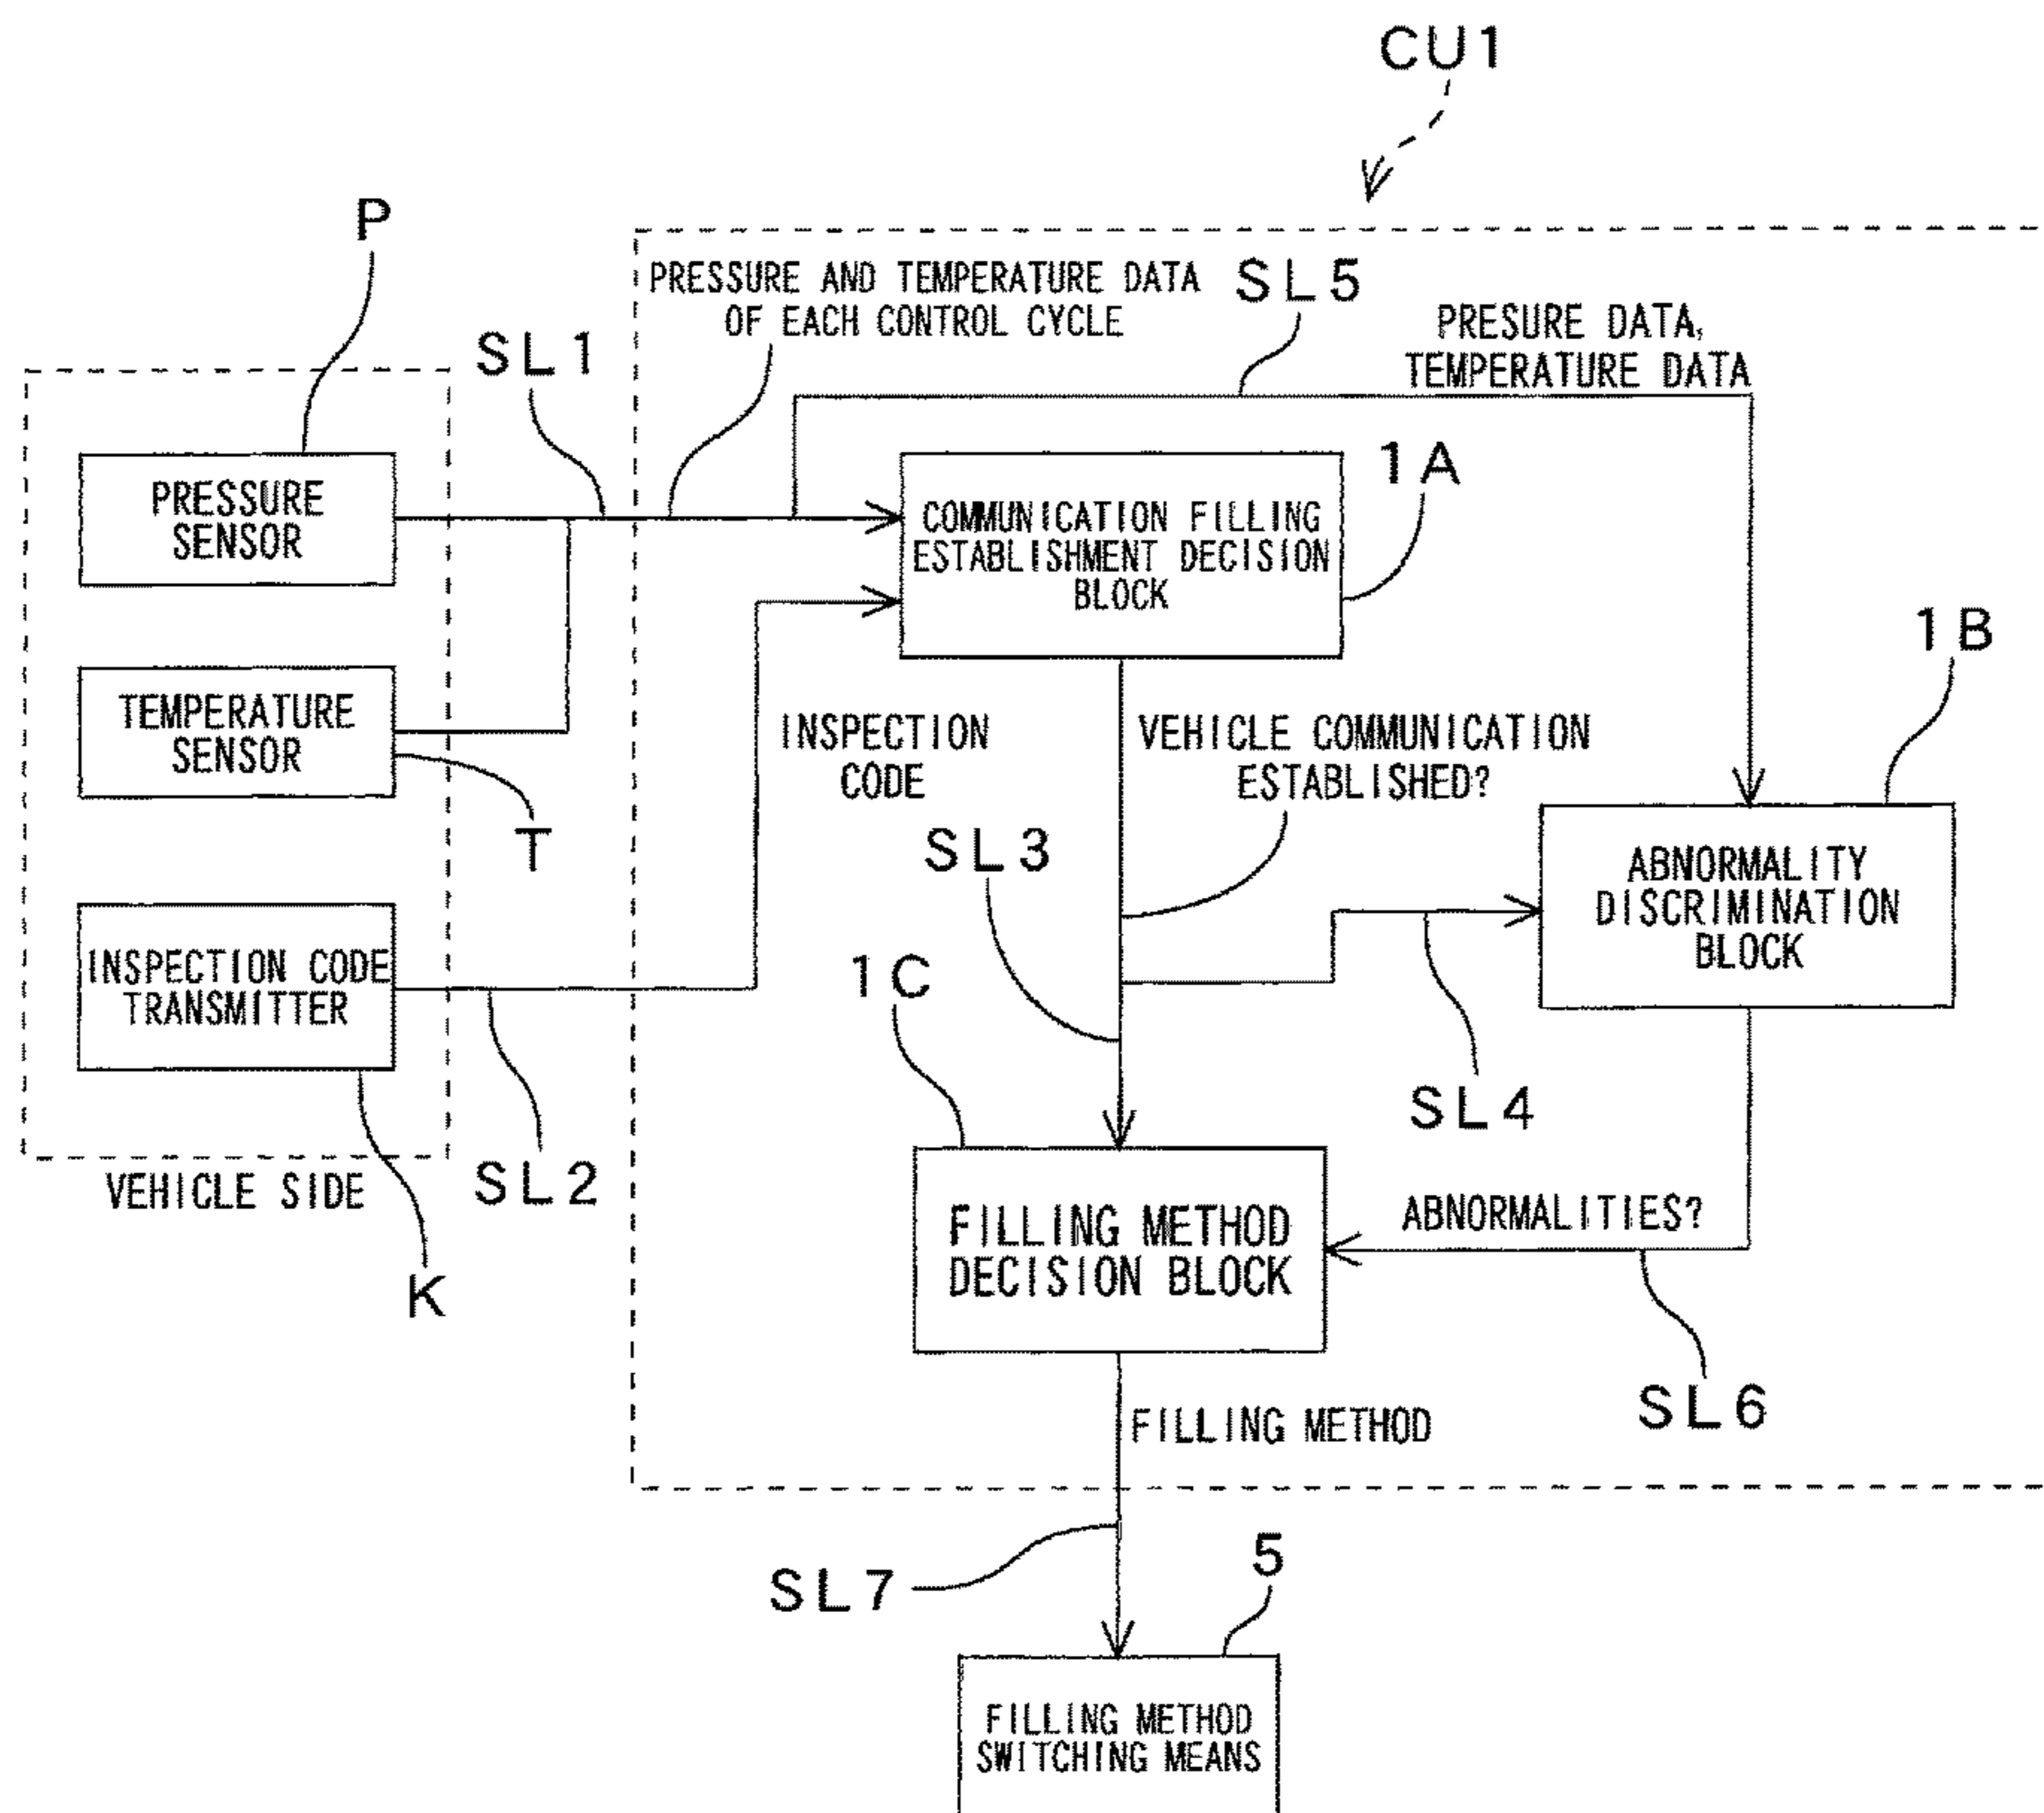 CU1
P
PRESSURE AND TEMPERATURE DATA
OF EACH CONTROL CYCLE
SL5
PRESURE DATA,
TEMPERATURE DATA
SL1
PRESSURE
SENSOR
COMMUNICATION FILLING
ESTABLISHMENT DECISION
BLOCK
1A
1B
TEMPERATURE
SENSOR
T
INSPECTION
CODE
VEHICLE COMMUNICATION
ESTABLISHED?
SL3
ABNORMALITY
DISCRIMINATION
BLOCK
INSPECTION CODE
TRANSMITTER
1C
SL4
VEHICLE SIDE
SL2
K
FILLING METHOD
DECISION BLOCK
ABNORMALITIES?
SL6
FILLING METHOD
SL7
5
FILLING METHOD
SWITCHING MEANS